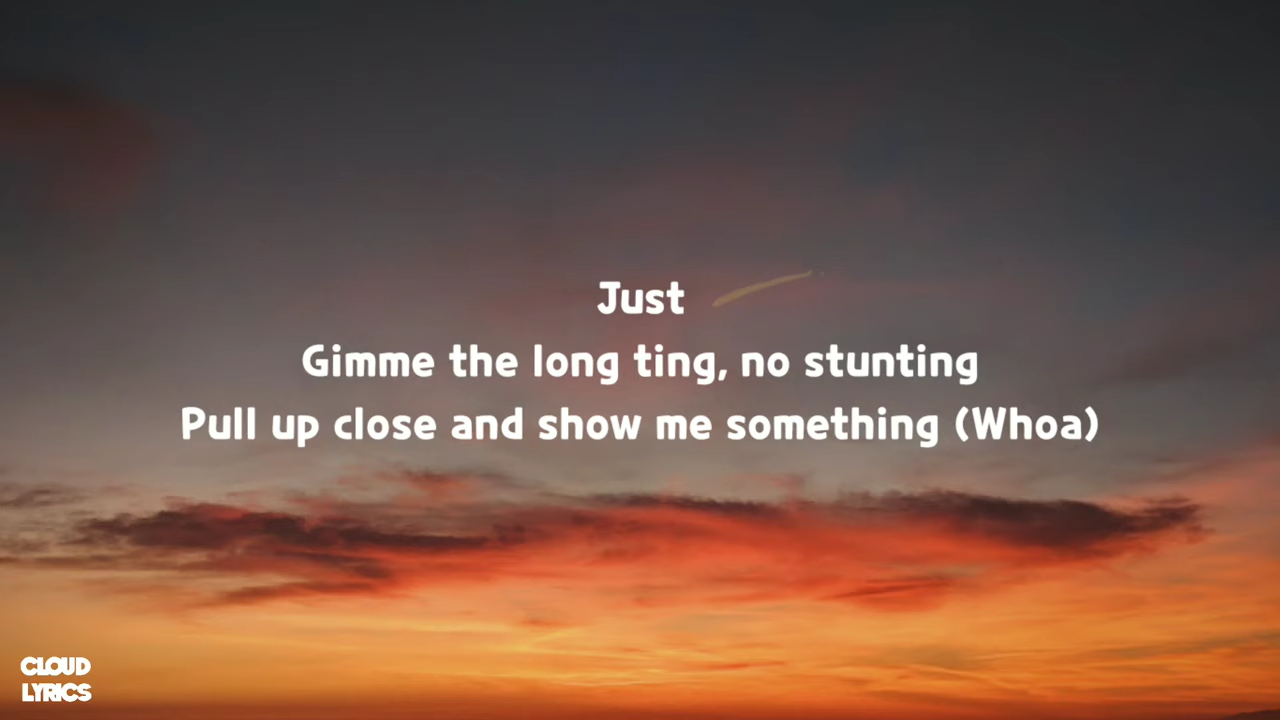 Just
Gimme the long ting, no stunting
Pull up close and show me something (Whoa)
CLOUD
LYRICS